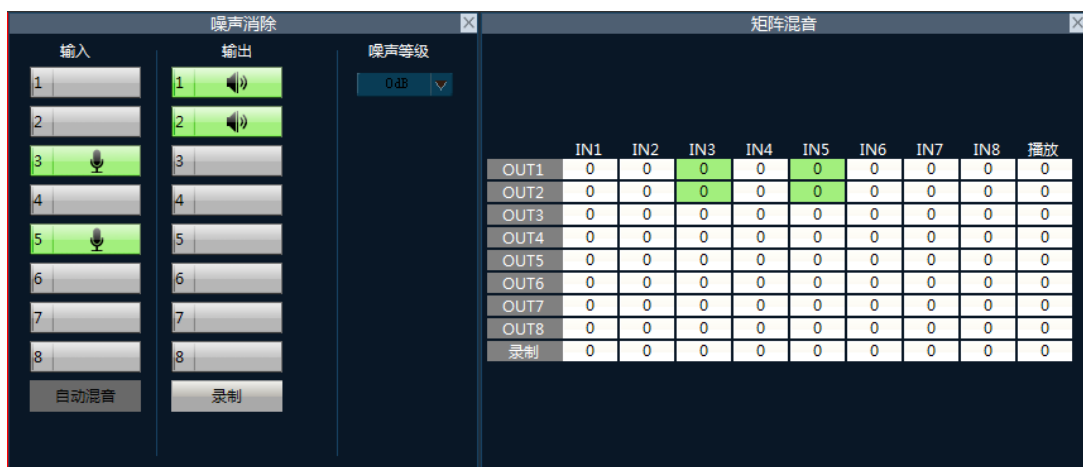 噪声消除
输入 输出 噪声等级
1 1 0dB
2 2
3 3
4 4
5 5
6 6
7 7
8 8
自动混音 录制
矩阵混音
IN1 IN2 IN3 IN4 IN5 IN6 IN7 IN8 播放
OUT1 0 0 0 0 0 0 0 0 0
OUT2 0 0 0 0 0 0 0 0 0
OUT3 0 0 0 0 0 0 0 0 0
OUT4 0 0 0 0 0 0 0 0 0
OUT5 0 0 0 0 0 0 0 0 0
OUT6 0 0 0 0 0 0 0 0 0
OUT7 0 0 0 0 0 0 0 0 0
OUT8 0 0 0 0 0 0 0 0 0
录制 0 0 0 0 0 0 0 0 0